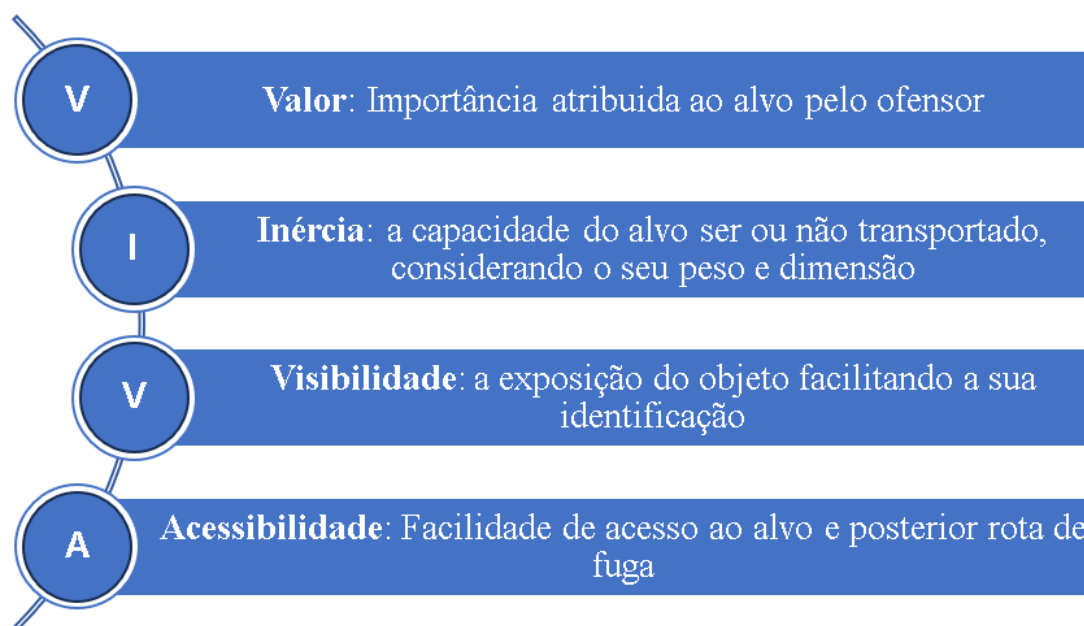 V
Valor: Importância atribuida ao alvo pelo ofensor
I
Inércia: a capacidade do alvo ser ou não transportado,
considerando o seu peso e dimensão
V
Visibilidade: a exposição do objeto facilitando a sua
identificação
A
Acessibilidade: Facilidade de acesso ao alvo e posterior rota de
fuga